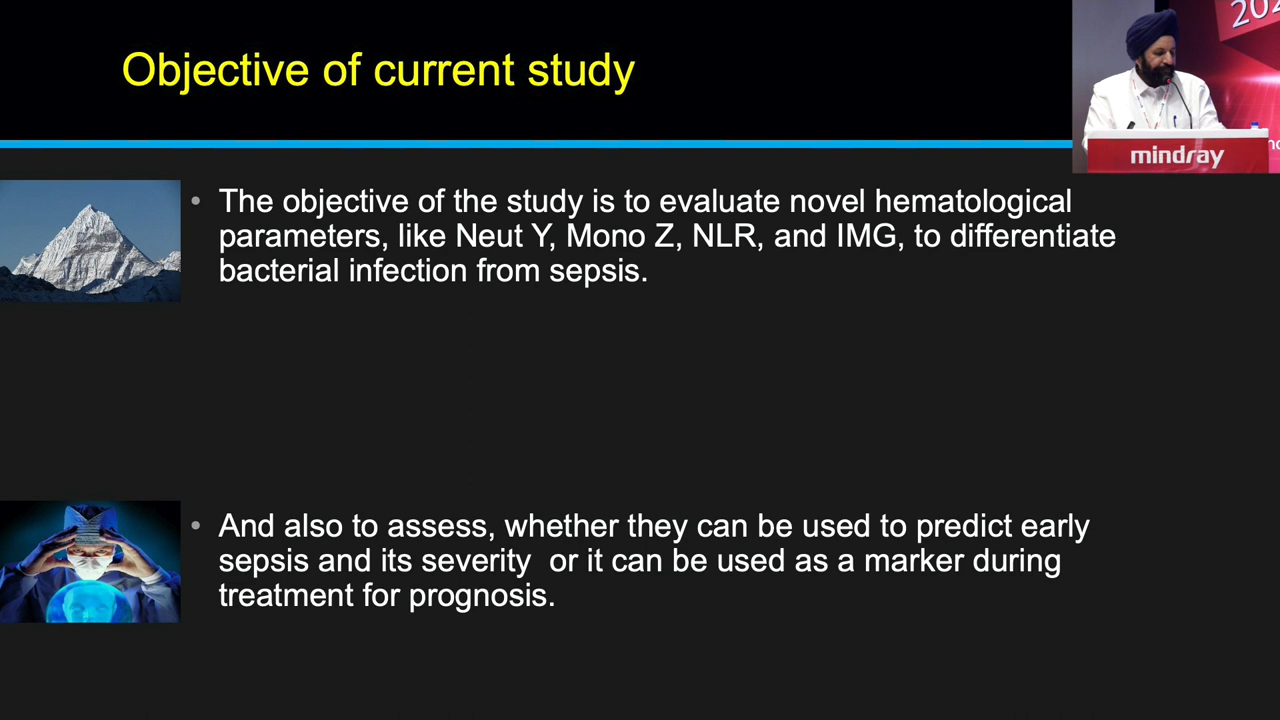 Objective of current study
202
mindray
• The objective of the study is to evaluate novel hematological
parameters, like Neut Y, Mono Z, NLR, and IMG, to differentiate
bacterial infection from sepsis.
• And also to assess, whether they can be used to predict early
sepsis and its severity or it can be used as a marker during
treatment for prognosis.